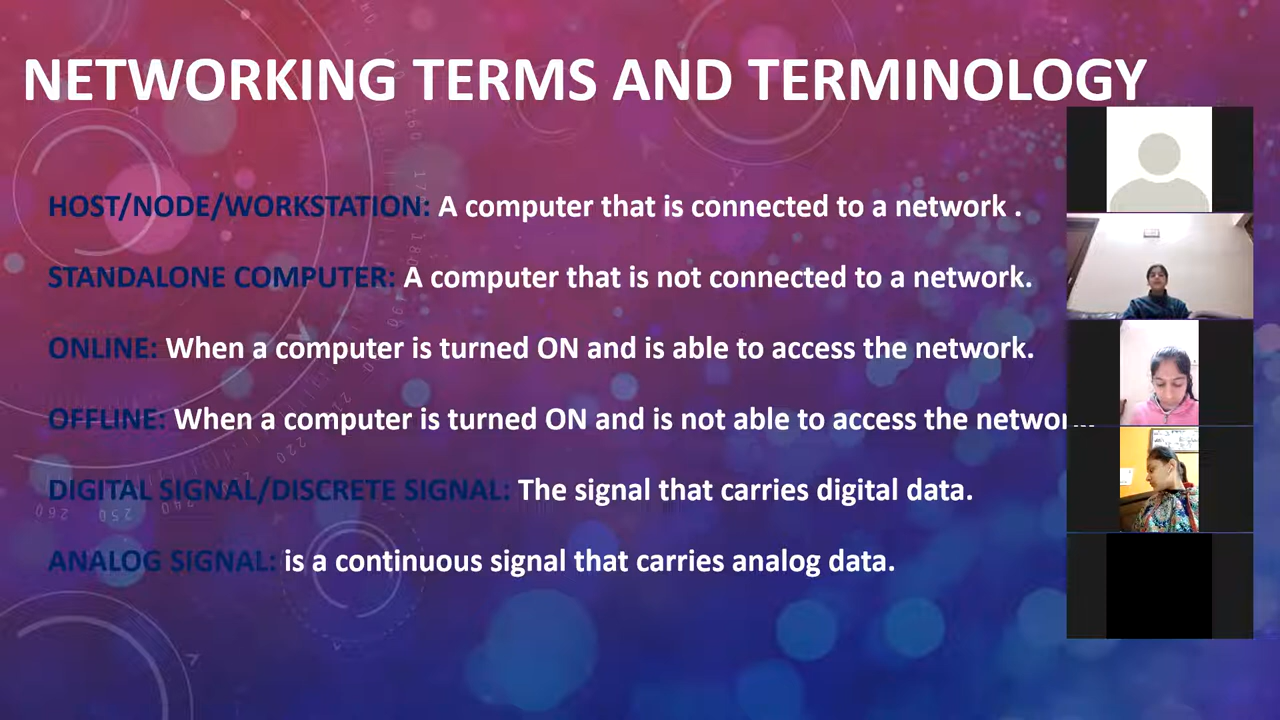 NETWORKING TERMS AND TERMINOLOGY
HOST/NODE/WORKSTATION: A computer that is connected to a network .
STANDALONE COMPUTER: A computer that is not connected to a network.
ONLINE: When a computer is turned ON and is able to access the network.
OFFLINE: When a computer is turned ON and is not able to access the
DIGITAL SIGNAL/DISCRETE SIGNAL: The signal that carries digital data.
ANALOG SIGNAL: is a continuous signal that carries analog data.